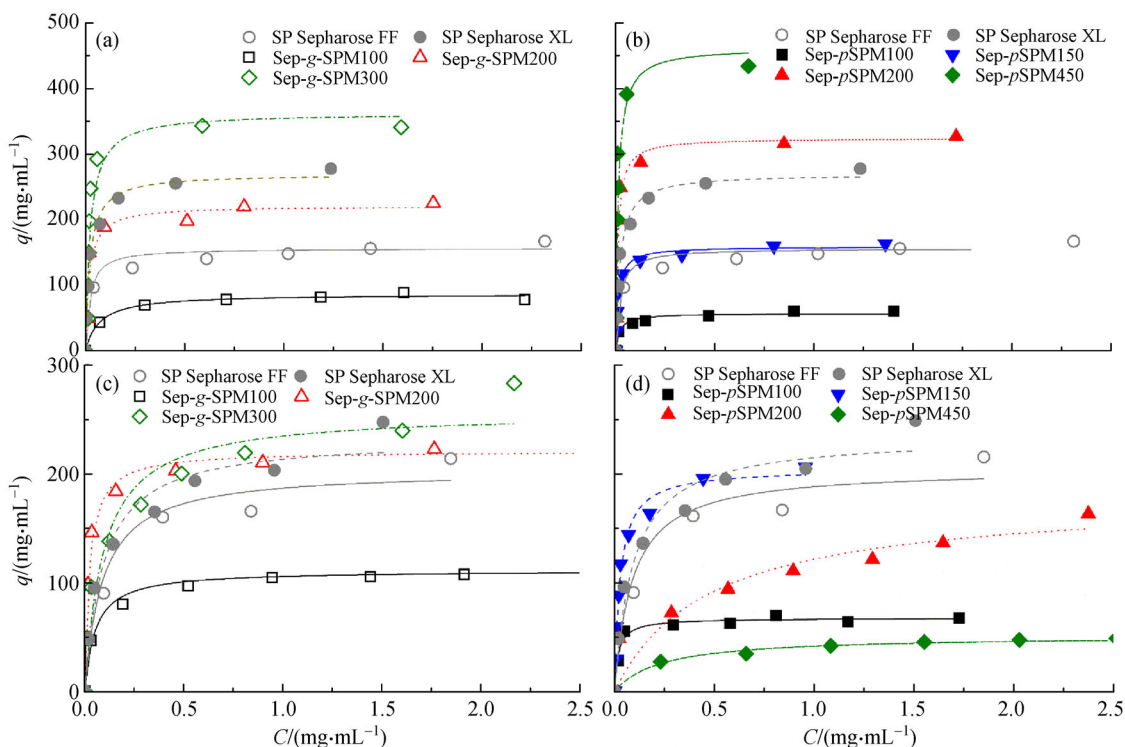 (a)
SP Sepharose FF
SP Sepharose XL
Sep-g-SPM100
Sep-g-SPM200
Sep-g-SPM300
(b)
SP Sepharose FF
SP Sepharose XL
Sep-pSPM100
Sep-pSPM150
Sep-pSPM200
Sep-pSPM450
500
400
300
200
100
0
q/(mg·mL⁻¹)
(c)
SP Sepharose FF
SP Sepharose XL
Sep-g-SPM100
Sep-g-SPM200
Sep-g-SPM300
(d)
SP Sepharose FF
SP Sepharose XL
Sep-pSPM100
Sep-pSPM150
Sep-pSPM200
Sep-pSPM450
300
200
100
0
q/(mg·mL⁻¹)
0.0 0.5 1.0 1.5 2.0 2.5
0.0 0.5 1.0 1.5 2.0 2.5
C/(mg·mL⁻¹)
C/(mg·mL⁻¹)